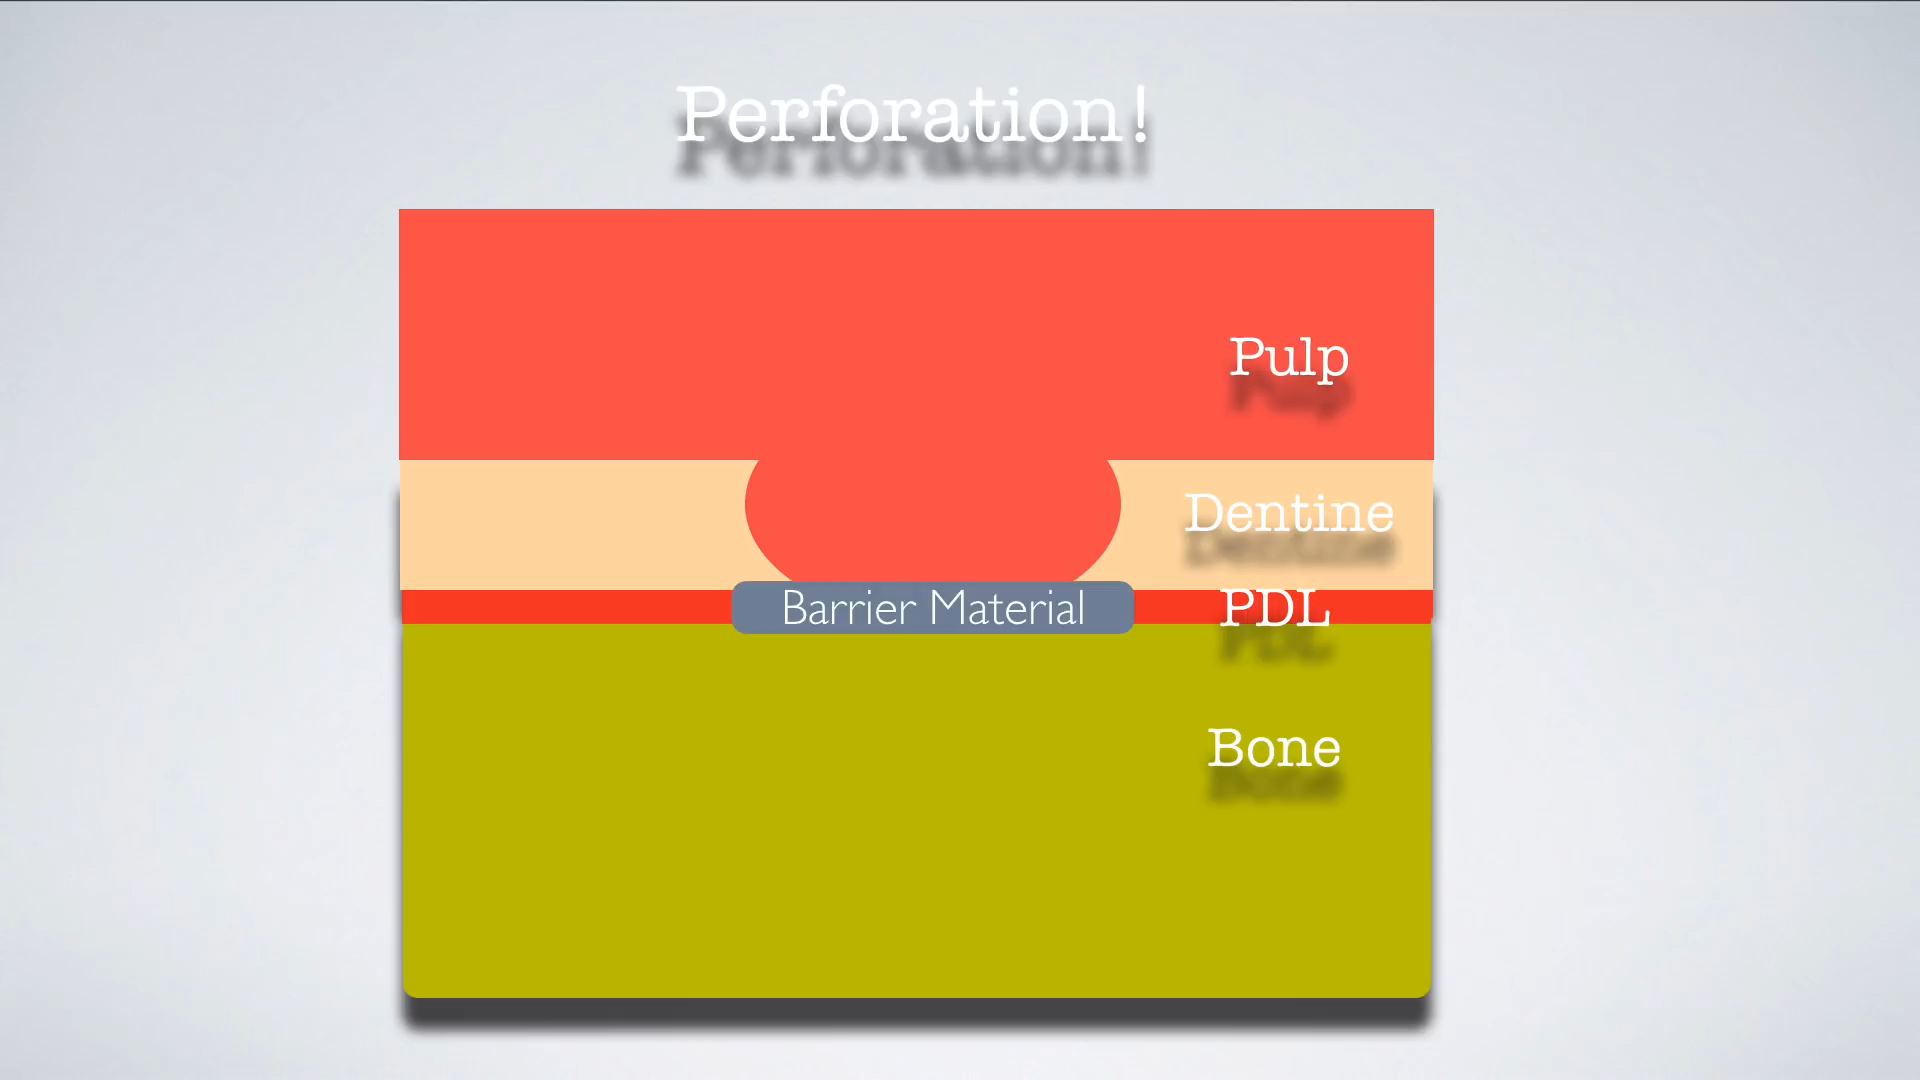 Perforation!
Pulp
Dentine
Barrier Material
PDL
Bone